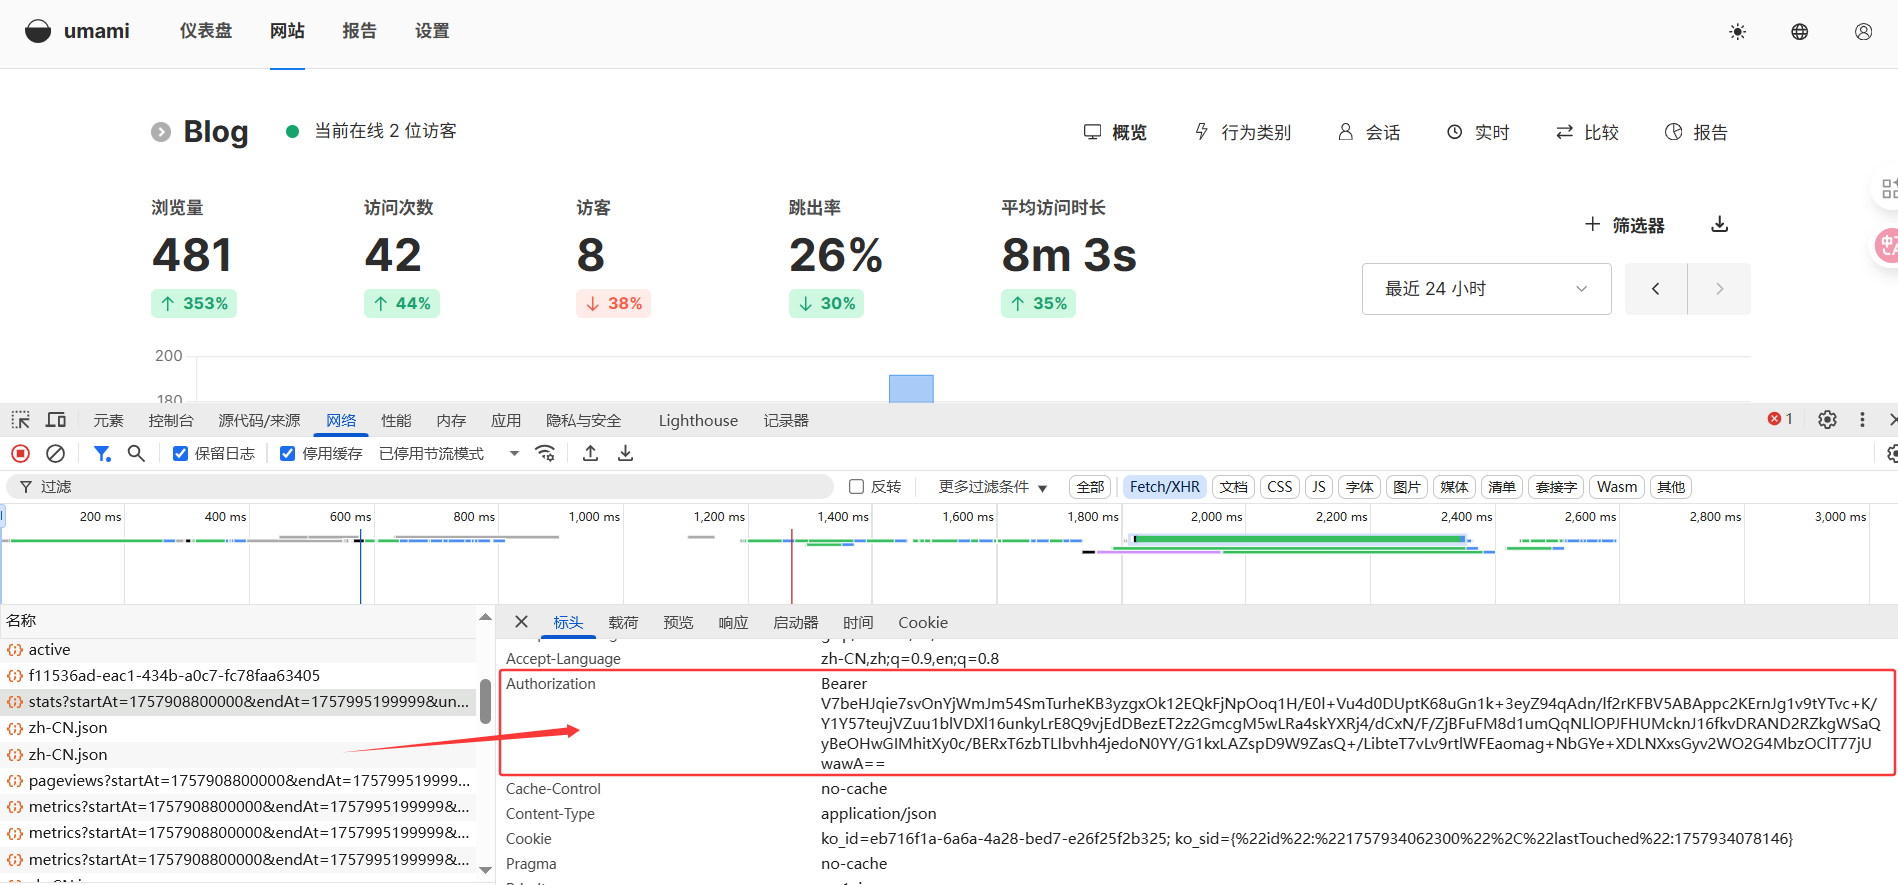 umami 仪表盘 网站 报告 设置
Blog 当前在线 2 位访客 概览 行为类别 会话 实时 比较 报告
浏览量 访问次数 访客 跳出率 平均访问时长
筛选器
481 42 8 26% 8m 3s
最近 24 小时
353% 44% 38% 30% 35%
200
180
元素 控制台 源代码/来源 网络 性能 内存 应用 隐私与安全 Lighthouse 记录器 1
保留日志 停用缓存 已停用节流模式
过滤 反转 更多过滤条件 全部 Fetch/XHR 文档 CSS JS 字体 图片 媒体 清单 套接字 Wasm 其他
200 ms 400 ms 600 ms 800 ms 1,000 ms 1,200 ms 1,400 ms 1,600 ms 1,800 ms 2,000 ms 2,200 ms 2,400 ms 2,600 ms 2,800 ms 3,000 ms
名称
active
f11536ad-eac1-434b-a0c7-fc78faa63405
stats?startAt=1757908800000&endAt=1757995199999&un...
zh-CN.json
zh-CN.json
pageviews?startAt=1757908800000&endAt=175799519999...
metrics?startAt=1757908800000&endAt=1757995199999&...
metrics?startAt=1757908800000&endAt=1757995199999&...
metrics?startAt=1757908800000&endAt=1757995199999&...
标头 载荷 预览 响应 启动器 时间 Cookie
Accept-Language zh-CN,zh;q=0.9,en;q=0.8
Authorization Bearer
V7beHJqie7svOnYjWmJm54SmTurheKB3yzgxOk12EQkFjNpOoq1H/E0l+Vu4d0DUptK68uGn1k+3eyZ94qAdn/lf2rKFBV5ABAppc2KErnJg1v9tYTvc+K/
Y1Y57teujVZuu1blVDXl16unkyLrE8Q9vjEdDBezET2z2GmcgM5wLRa4skYXRj4/dCxN/F/ZjBFuFM8d1umQqNLlOPJFHUMcknJ16fkvDRAND2RZkgWSaQ
yBeOHwGIMhitXy0c/BERxT6zbTLIbvhh4jedoN0YY/G1kxLAZspD9W9ZasQ+/LibteT7vLv9rtlWFEaomag+NbGYe+XDLNXxsGyv2WO2G4MbzOClT77jU
wawA==
Cache-Control no-cache
Content-Type application/json
Cookie ko_id=eb716f1a-6a6a-4a28-bed7-e26f25f2b325; ko_sid={%22id%22:%221757934062300%22%2C%22lastTouched%22:1757934078146}
Pragma no-cache